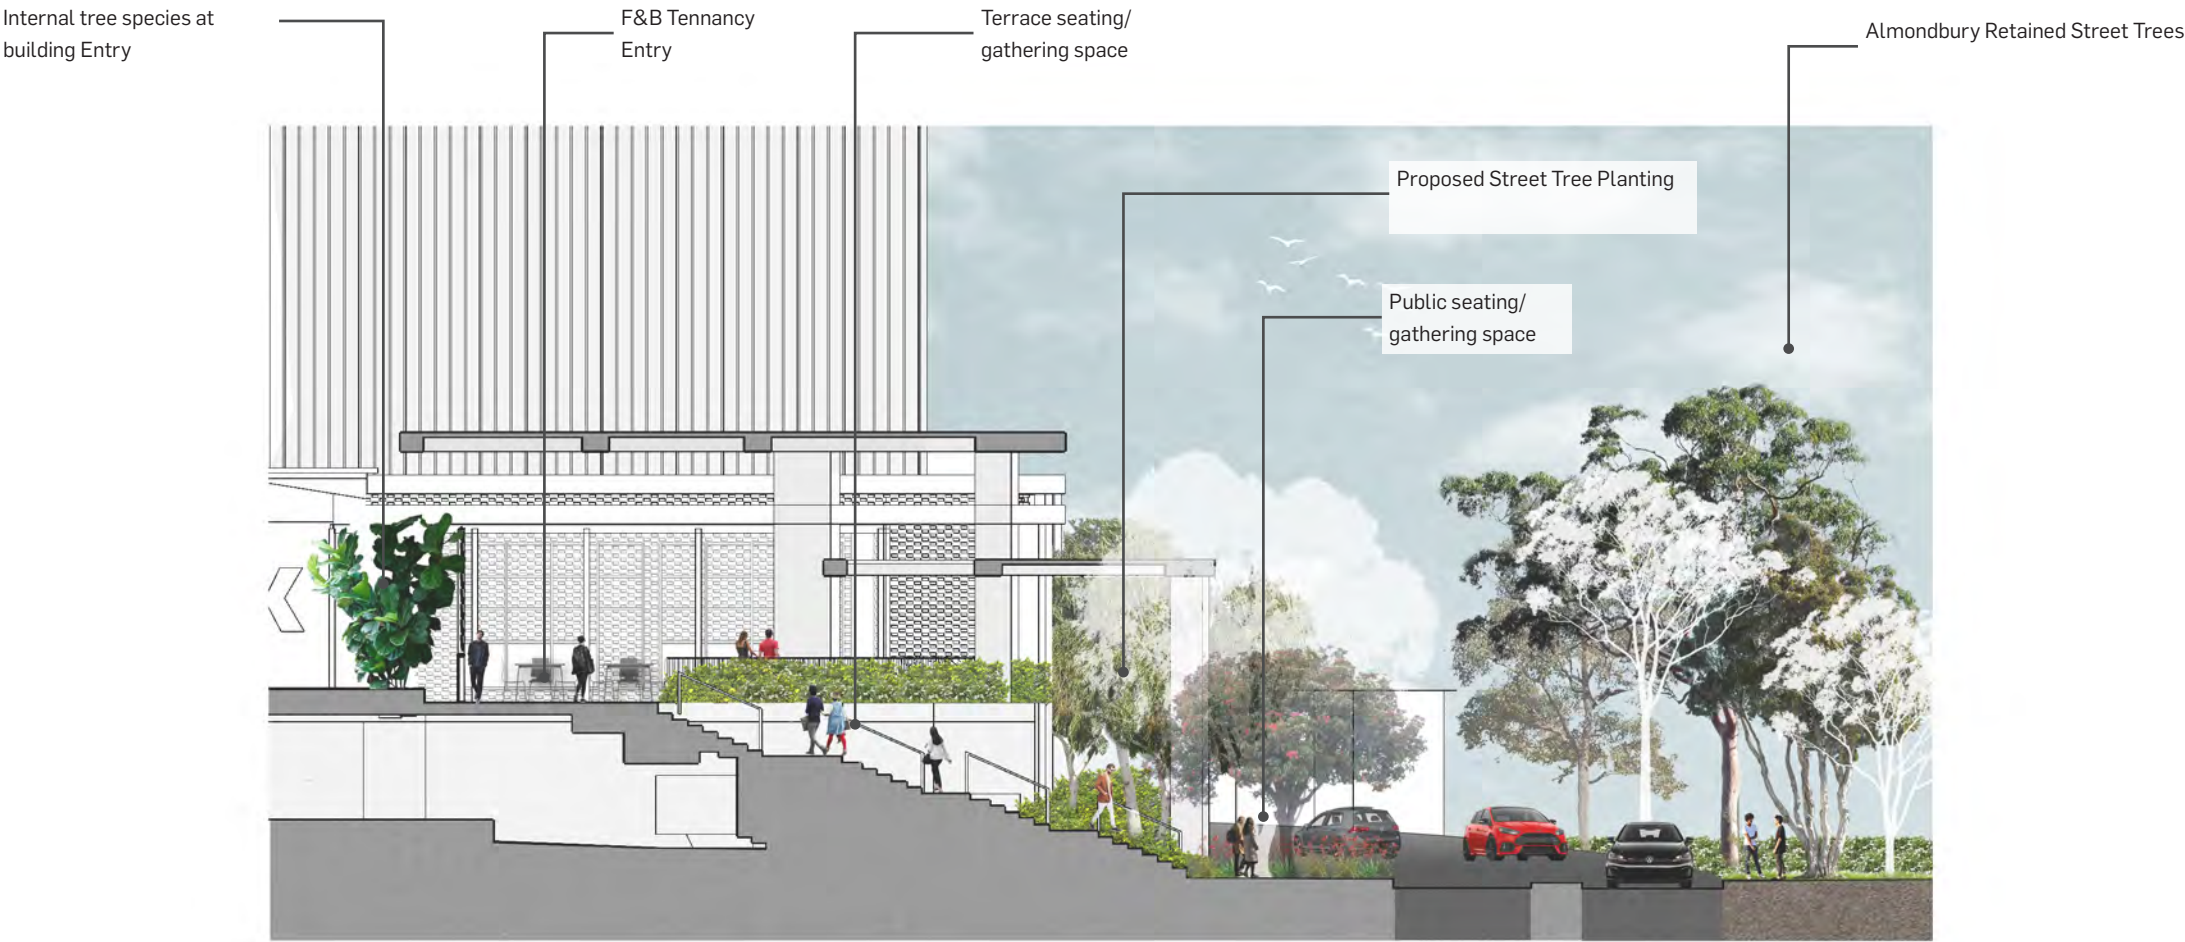 Internal tree species at
building Entry
F&B Tennancy
Entry
Terrace seating/
gathering space
Almondbury Retained Street Trees
Proposed Street Tree Planting
Public seating/
gathering space